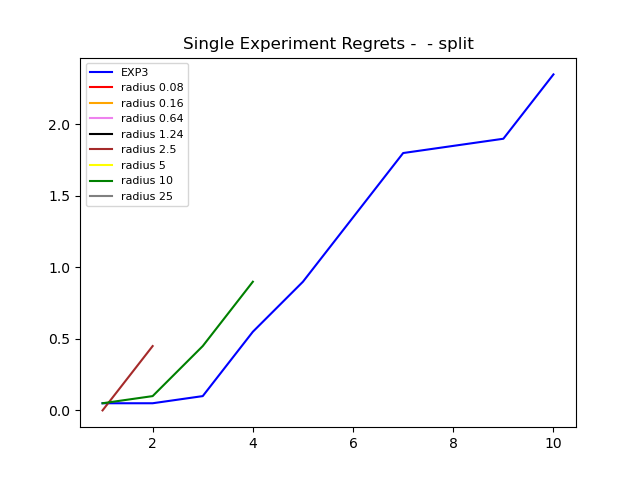 Single Experiment Regrets -  - split
EXP3
radius 0.08
radius 0.16
radius 0.64
radius 1.24
radius 2.5
radius 5
radius 10
radius 25
2.0
1.5
1.0
0.5
0.0
2 4 6 8 10